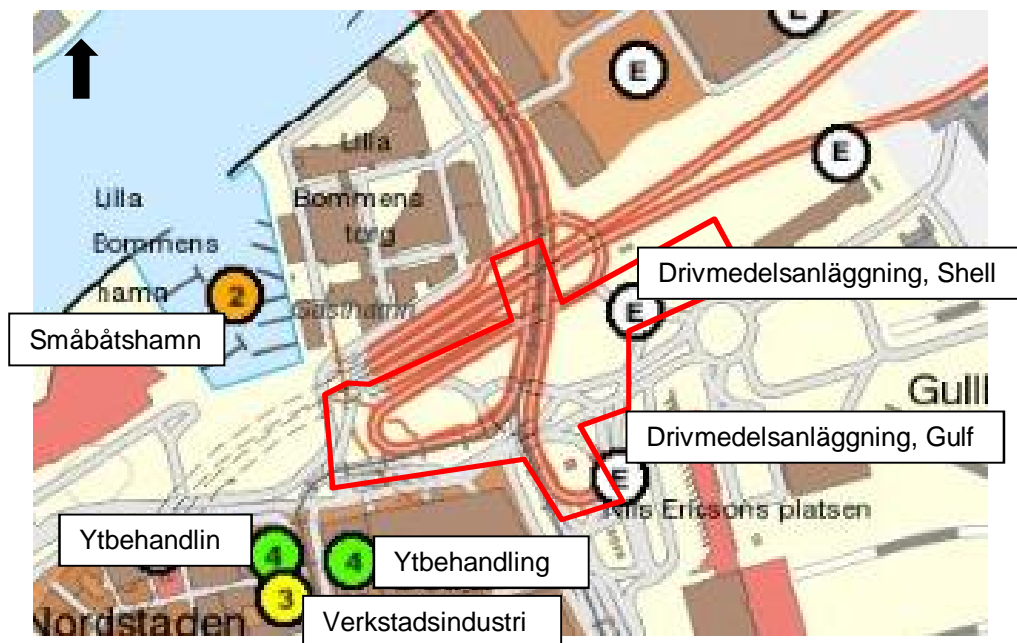 E
E
Lilla
E
Lilla
Bommens
Bommens
torg
hamn
Drivmedelsanläggning, Shell
2
Gästhamn
E
Småbåtshamn
Gull
Drivmedelsanläggning, Gulf
E
Nils Ericsons platsen
Ytbehandlin
4
4
Ytbehandling
3
Nordstaden
Verkstadsindustri